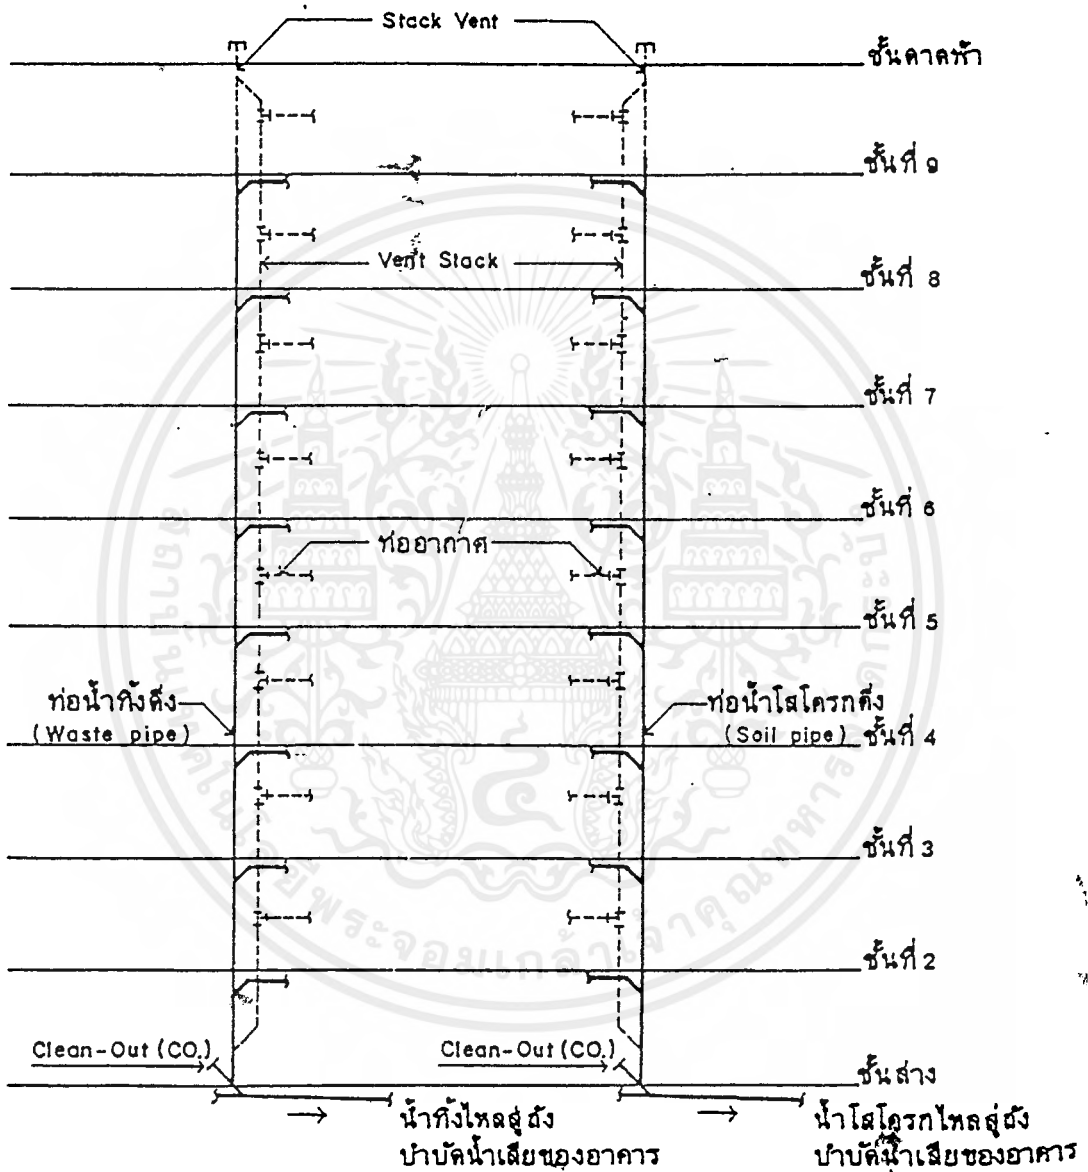 Stack Vent
ชั้นดาดฟ้า
ชั้นที่ 9
Vent Stack
ชั้นที่ 8
ชั้นที่ 7
ชั้นที่ 6
ท่ออากาศ
ชั้นที่ 5
ท่อน้ำทิ้งดิ่ง
(Waste pipe)
ท่อน้ำโสโครกดิ่ง
(Soil pipe)
ชั้นที่ 4
ชั้นที่ 3
ชั้นที่ 2
Clean-Out (CO.)
Clean-Out (CO.)
ชั้นล่าง
น้ำทิ้งไหลสู่ถัง
บำบัดน้ำเสียของอาคาร
น้ำโสโครกไหลสู่ถัง
บำบัดน้ำเสียของอาคาร